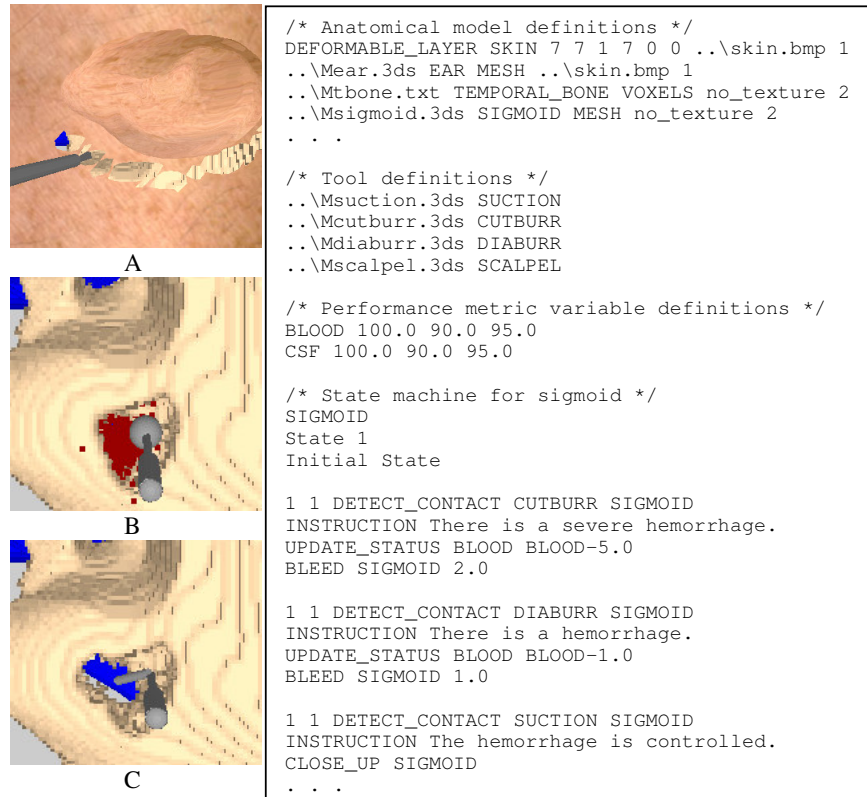 A
B
C
/* Anatomical model definitions */
DEFORMABLE_LAYER SKIN 7 7 1 7 0 0 ..\skin.bmp 1
..\Mear.3ds EAR MESH ..\skin.bmp 1
..\Mtbone.txt TEMPORAL_BONE VOXELS no_texture 2
..\Msigmoid.3ds SIGMOID MESH no_texture 2
. . .
/* Tool definitions */
..\Msuction.3ds SUCTION
..\Mcutburr.3ds CUTBURR
..\Mdiaburr.3ds DIABURR
..\Mscalpel.3ds SCALPEL
/* Performance metric variable definitions */
BLOOD 100.0 90.0 95.0
CSF 100.0 90.0 95.0
/* State machine for sigmoid */
SIGMOID
State 1
Initial State
1 1 DETECT_CONTACT CUTBURR SIGMOID
INSTRUCTION There is a severe hemorrhage.
UPDATE_STATUS BLOOD BLOOD-5.0
BLEED SIGMOID 2.0
1 1 DETECT_CONTACT DIABURR SIGMOID
INSTRUCTION There is a hemorrhage.
UPDATE_STATUS BLOOD BLOOD-1.0
BLEED SIGMOID 1.0
1 1 DETECT_CONTACT SUCTION SIGMOID
INSTRUCTION The hemorrhage is controlled.
CLOSE_UP SIGMOID
. . .